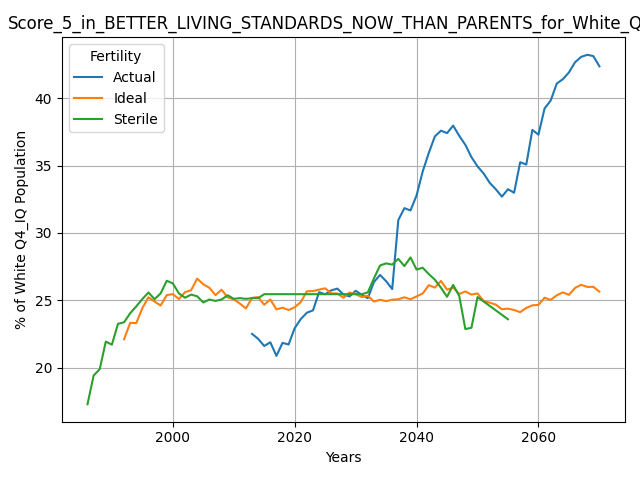 Score_5_in_BETTER_LIVING_STANDARDS_NOW_THAN_PARENTS_for_White_Q
Fertility
Actual
Ideal
Sterile
% of White Q4_IQ Population
40
35
30
25
20
2000 2020 2040 2060
Years